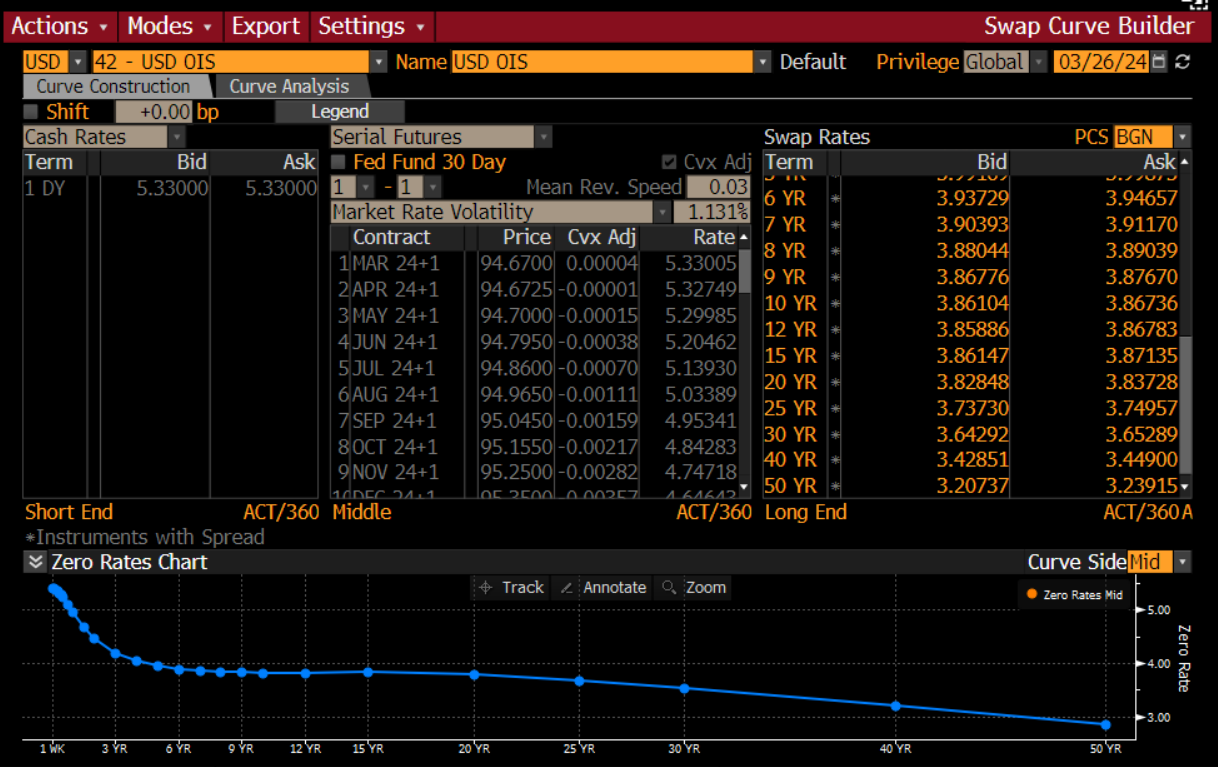 Actions Modes Export Settings Swap Curve Builder
USD 42 - USD OIS Name USD OIS Default Privilege Global 03/26/24
Curve Construction Curve Analysis
Shift +0.00 bp Legend
Cash Rates
Term Bid Ask
1 DY 5.33000 5.33000
Short End ACT/360
Serial Futures
Fed Fund 30 Day Cvx Adj
1 - 1 Mean Rev. Speed 0.03
Market Rate Volatility 1.131%
Contract Price Cvx Adj Rate
1 MAR 24+1 94.6700 0.00004 5.33005
2 APR 24+1 94.6725 -0.00001 5.32749
3 MAY 24+1 94.7000 -0.00015 5.29985
4 JUN 24+1 94.7950 -0.00038 5.20462
5 JUL 24+1 94.8600 -0.00070 5.13930
6 AUG 24+1 94.9650 -0.00111 5.03389
7 SEP 24+1 95.0450 -0.00159 4.95341
8 OCT 24+1 95.1550 -0.00217 4.84283
9 NOV 24+1 95.2500 -0.00282 4.74718
Middle ACT/360
Swap Rates PCS BGN
Term Bid Ask
6 YR * 3.93729 3.94657
7 YR * 3.90393 3.91170
8 YR * 3.88044 3.89039
9 YR * 3.86776 3.87670
10 YR * 3.86104 3.86736
12 YR * 3.85886 3.86783
15 YR * 3.86147 3.87135
20 YR * 3.82848 3.83728
25 YR * 3.73730 3.74957
30 YR * 3.64292 3.65289
40 YR * 3.42851 3.44900
50 YR * 3.20737 3.23915
Long End ACT/360 A
*Instruments with Spread
Zero Rates Chart Curve Side Mid
Track Annotate Zoom
Zero Rates Mid
5.00
4.00
3.00
Zero Rate
1 WK 3 YR 6 YR 9 YR 12 YR 15 YR 20 YR 25 YR 30 YR 40 YR 50 YR